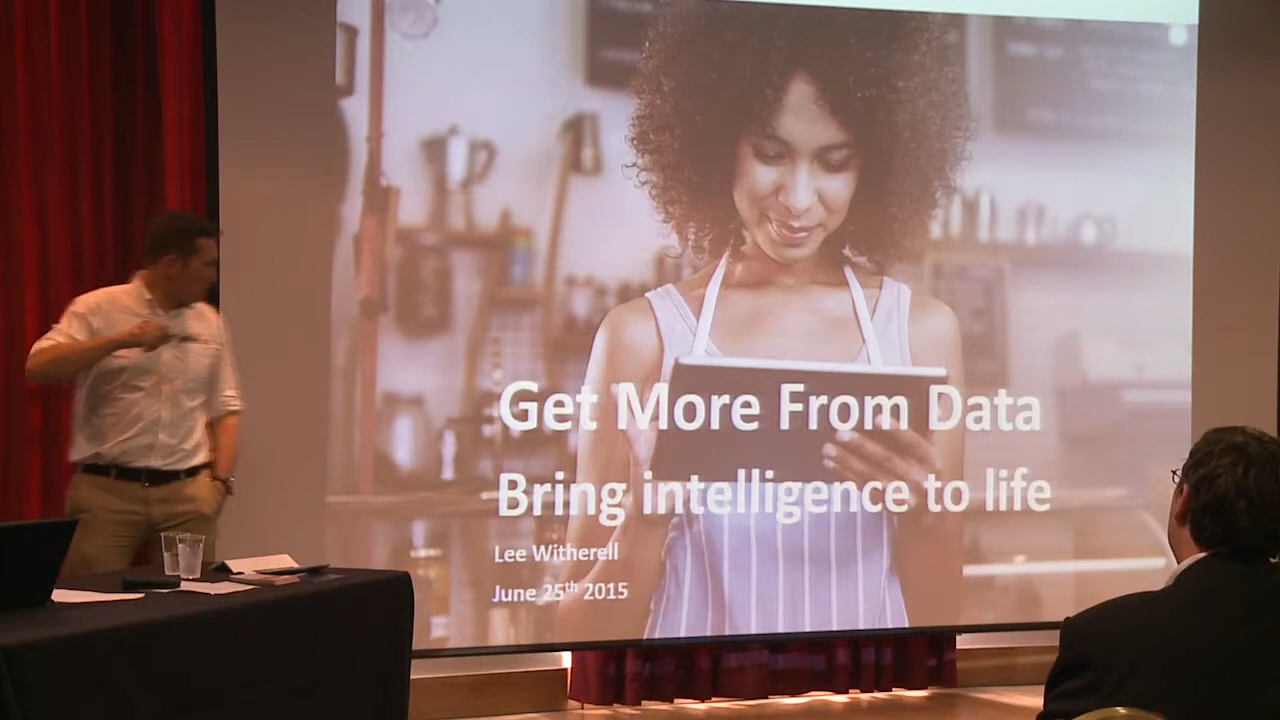 Get More From Data
Bring intelligence to life
Lee Witherell
June 25th 2015